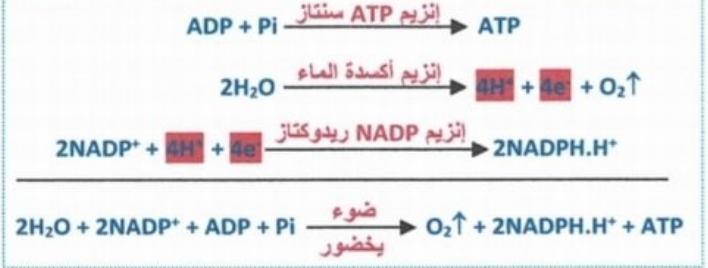 ADP + Pi إنزيم ATP سنتاز ATP
2H₂O إنزيم أكسدة الماء 4H⁺ + 4e⁻ + O₂↑
2NADP⁺ + 4H⁺ + 4e⁻ إنزيم NADP ريدوكتاز 2NADPH.H⁺
2H₂O + 2NADP⁺ + ADP + Pi ضوء يخضور O₂↑ + 2NADPH.H⁺ + ATP